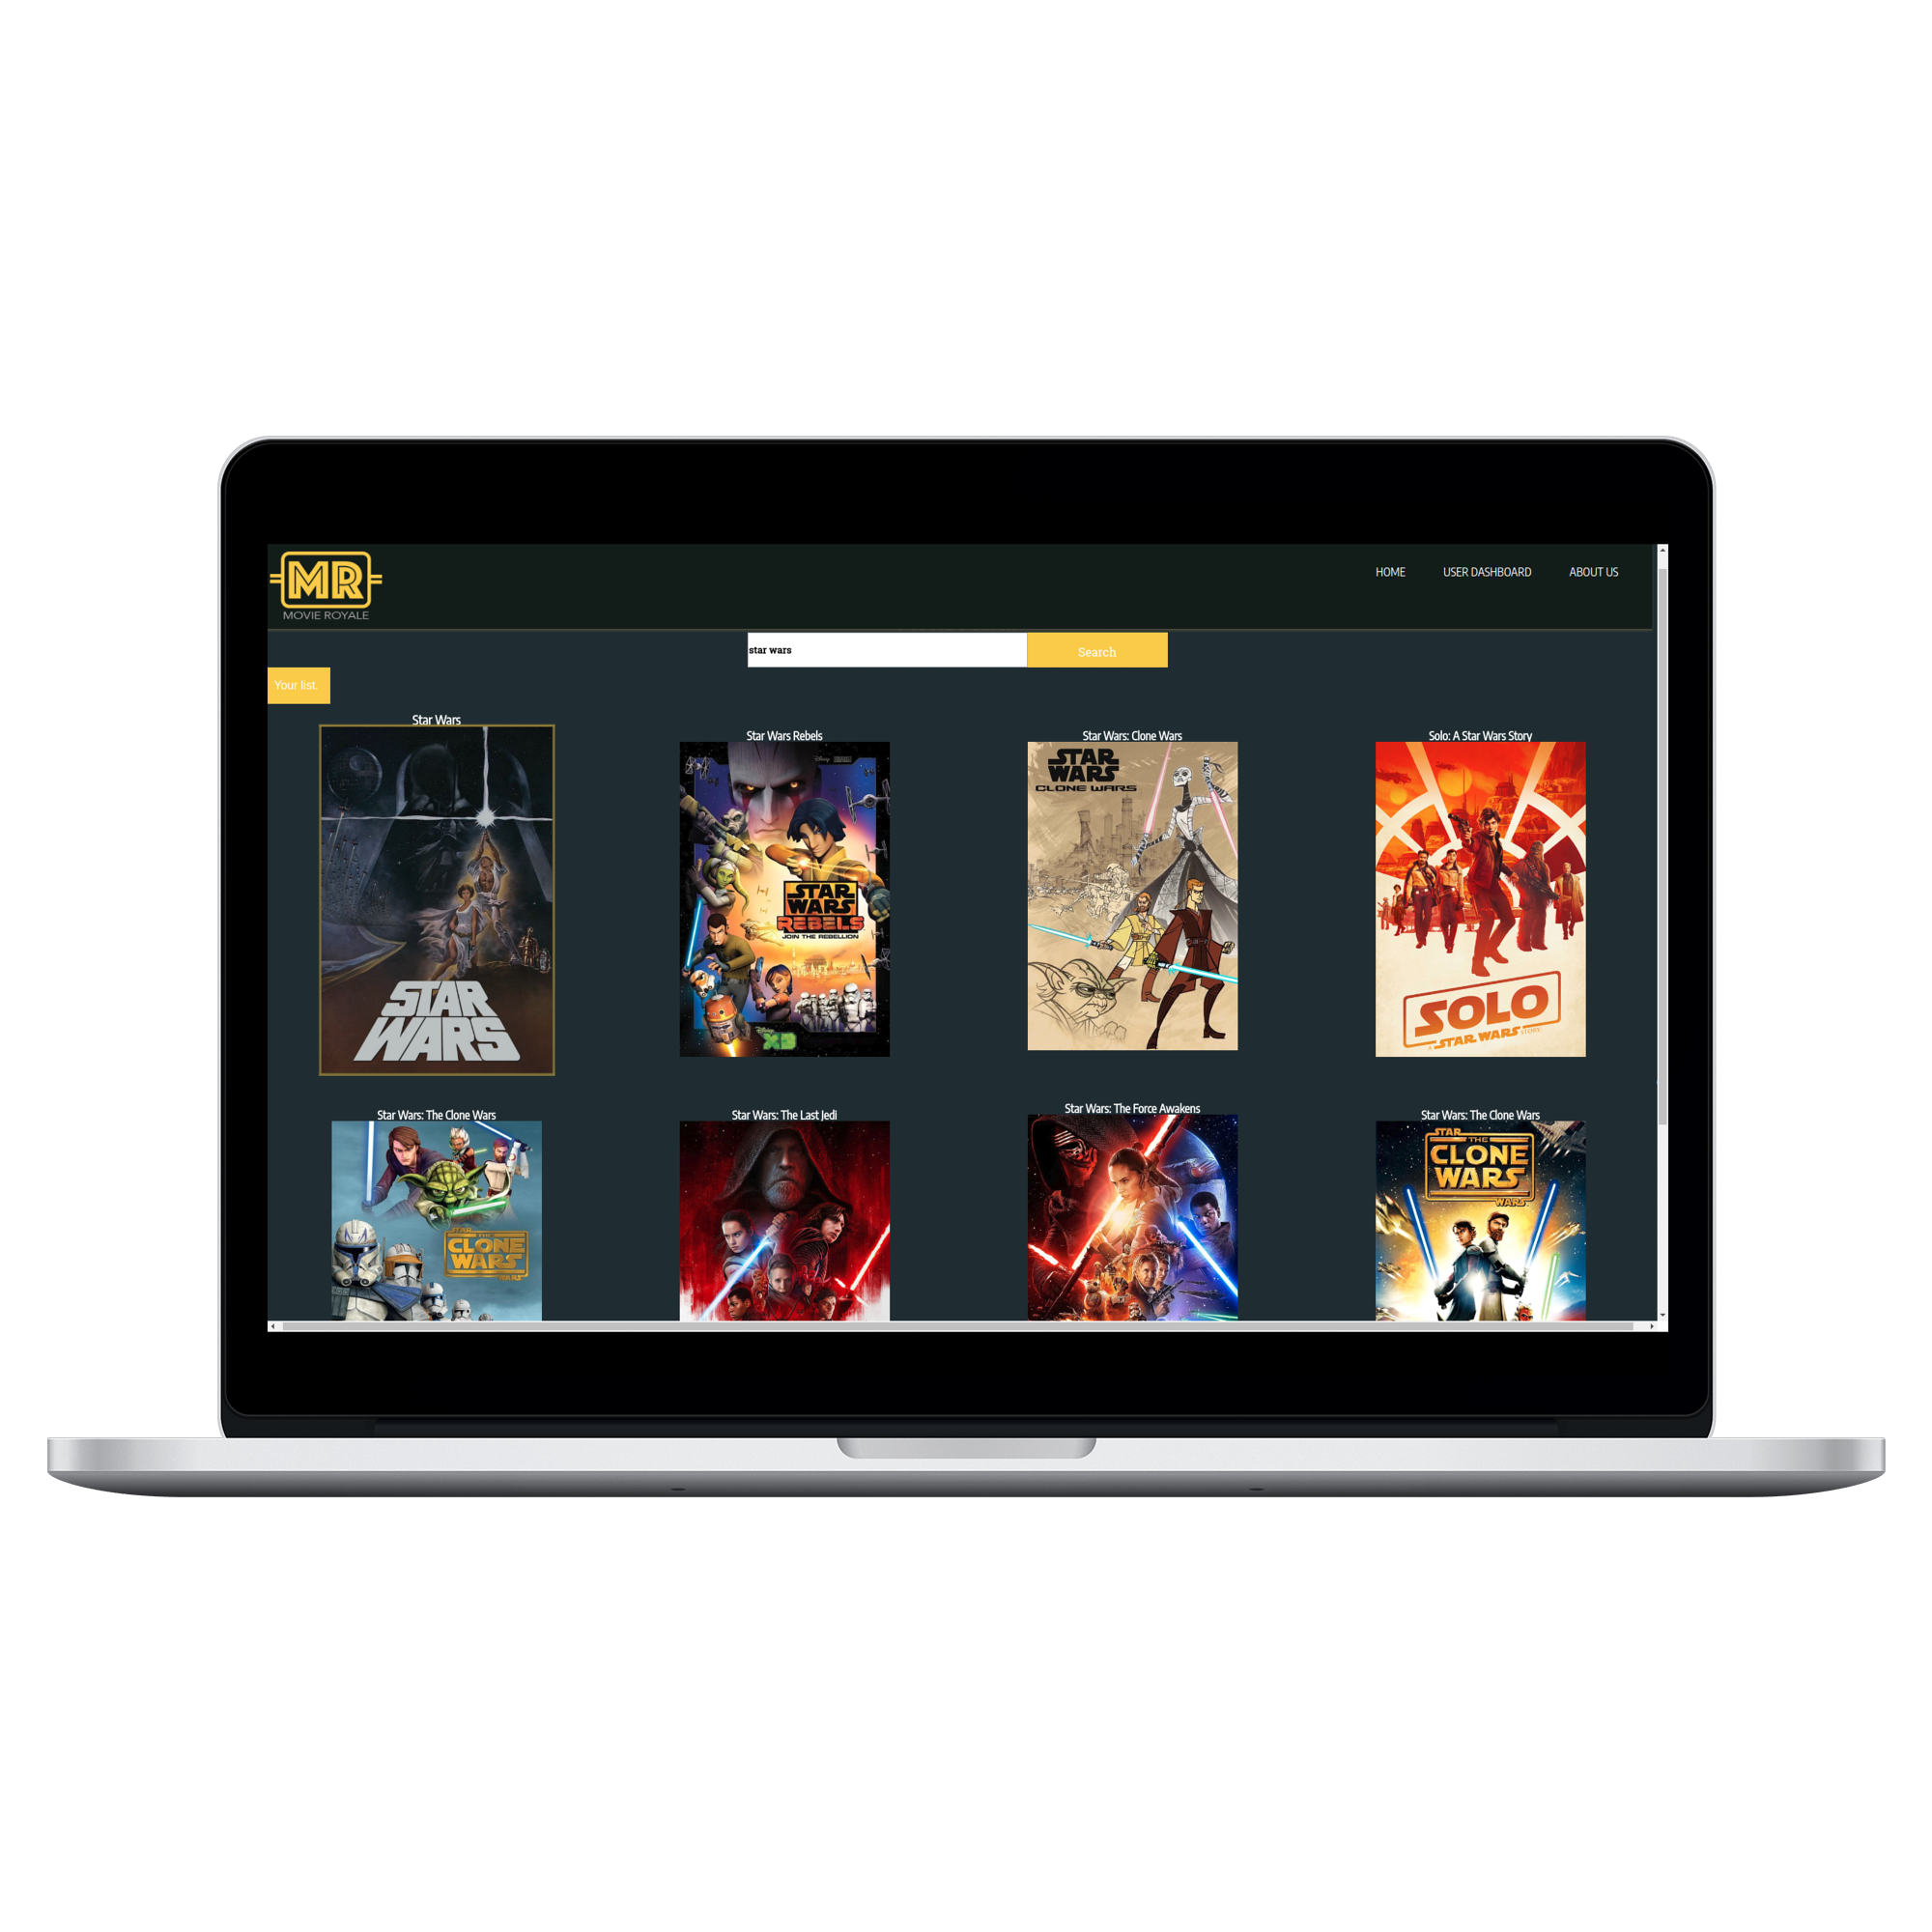 MR
MOVIE ROYALE
HOME USER DASHBOARD ABOUT US
star wars Search
Your list.
Star Wars
Star Wars Rebels
Star Wars: Clone Wars
Solo: A Star Wars Story
STAR
WARS
STAR
WARS
REBELS
JOIN THE REBELLION
Disney
XD
STAR
WARS
CLONE WARS
SOLO
A STAR WARS STORY
Star Wars: The Clone Wars
Star Wars: The Last Jedi
Star Wars: The Force Awakens
Star Wars: The Clone Wars
STAR
THE
CLONE
WARS
WARS
STAR
THE
CLONE
WARS
WARS